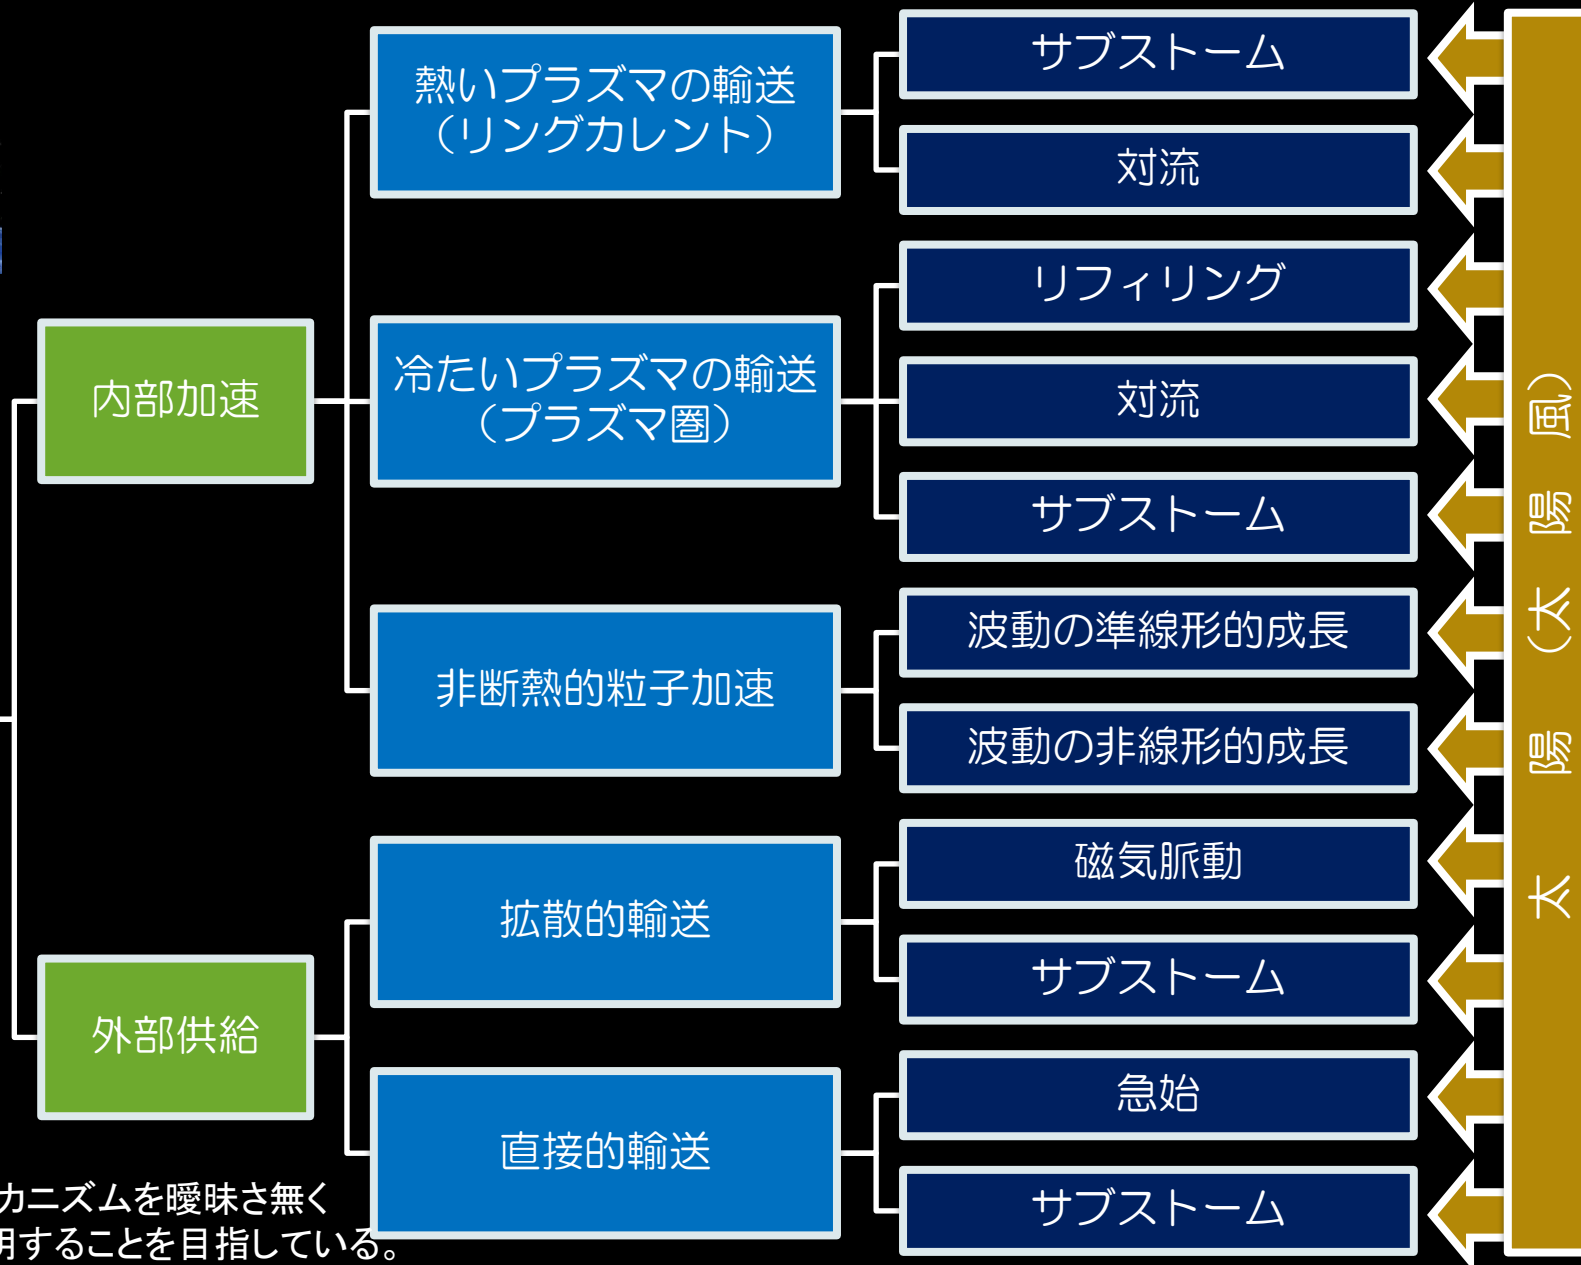 内部加速
外部供給
熱いプラズマの輸送
（リングカレント）
冷たいプラズマの輸送
（プラズマ圏）
非断熱的粒子加速
拡散的輸送
直接的輸送
サブストーム
対流
リフィリング
対流
サブストーム
波動の準線形的成長
波動の非線形的成長
磁気脈動
サブストーム
急始
サブストーム
太陽（太陽風）
カニズムを曖昧さ無く
明することを目指している。